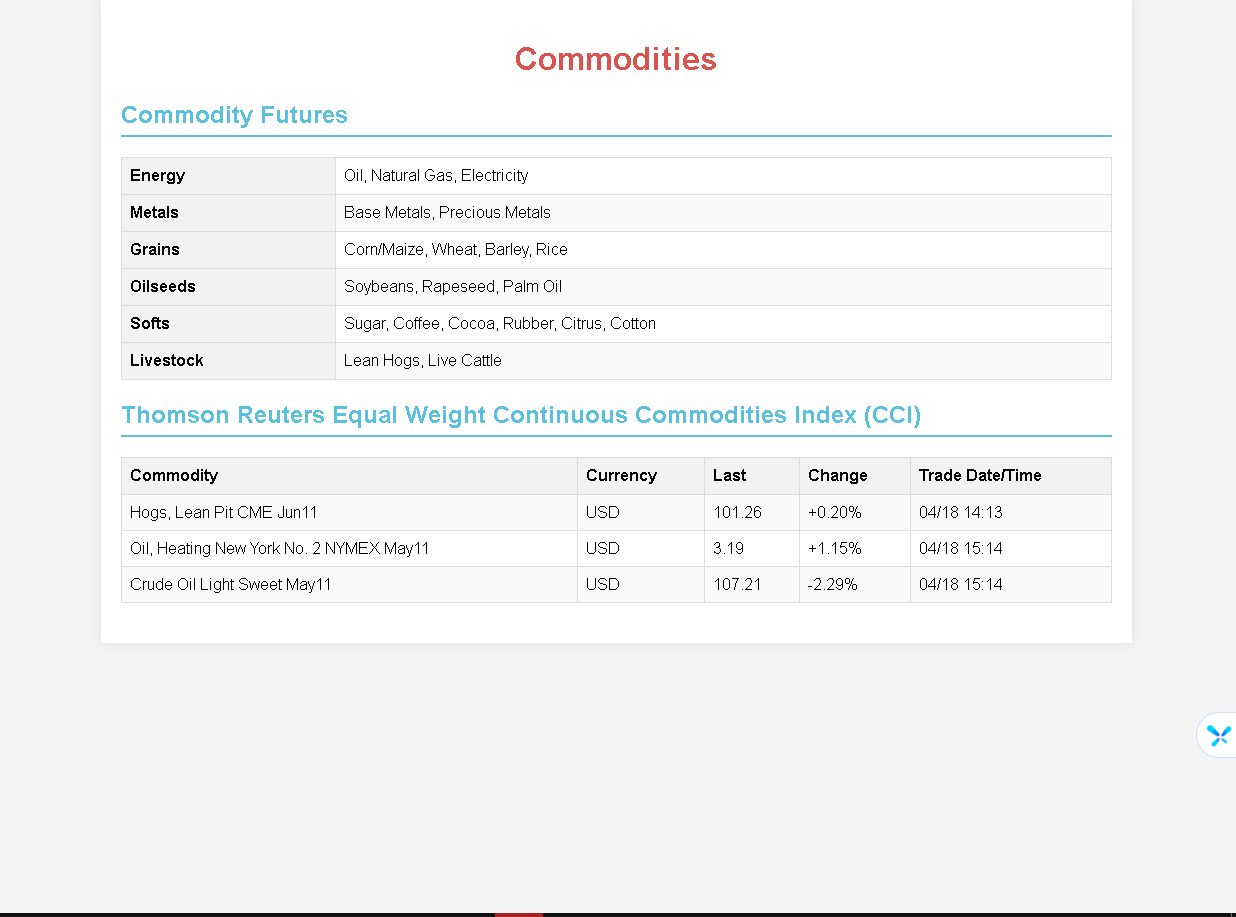 Commodities
Commodity Futures
Energy Oil, Natural Gas, Electricity
Metals Base Metals, Precious Metals
Grains Corn/Maize, Wheat, Barley, Rice
Oilseeds Soybeans, Rapeseed, Palm Oil
Softs Sugar, Coffee, Cocoa, Rubber, Citrus, Cotton
Livestock Lean Hogs, Live Cattle
Thomson Reuters Equal Weight Continuous Commodities Index (CCI)
Commodity Currency Last Change Trade Date/Time
Hogs, Lean Pit CME Jun11 USD 101.26 +0.20% 04/18 14:13
Oil, Heating New York No. 2 NYMEX May11 USD 3.19 +1.15% 04/18 15:14
Crude Oil Light Sweet May11 USD 107.21 -2.29% 04/18 15:14